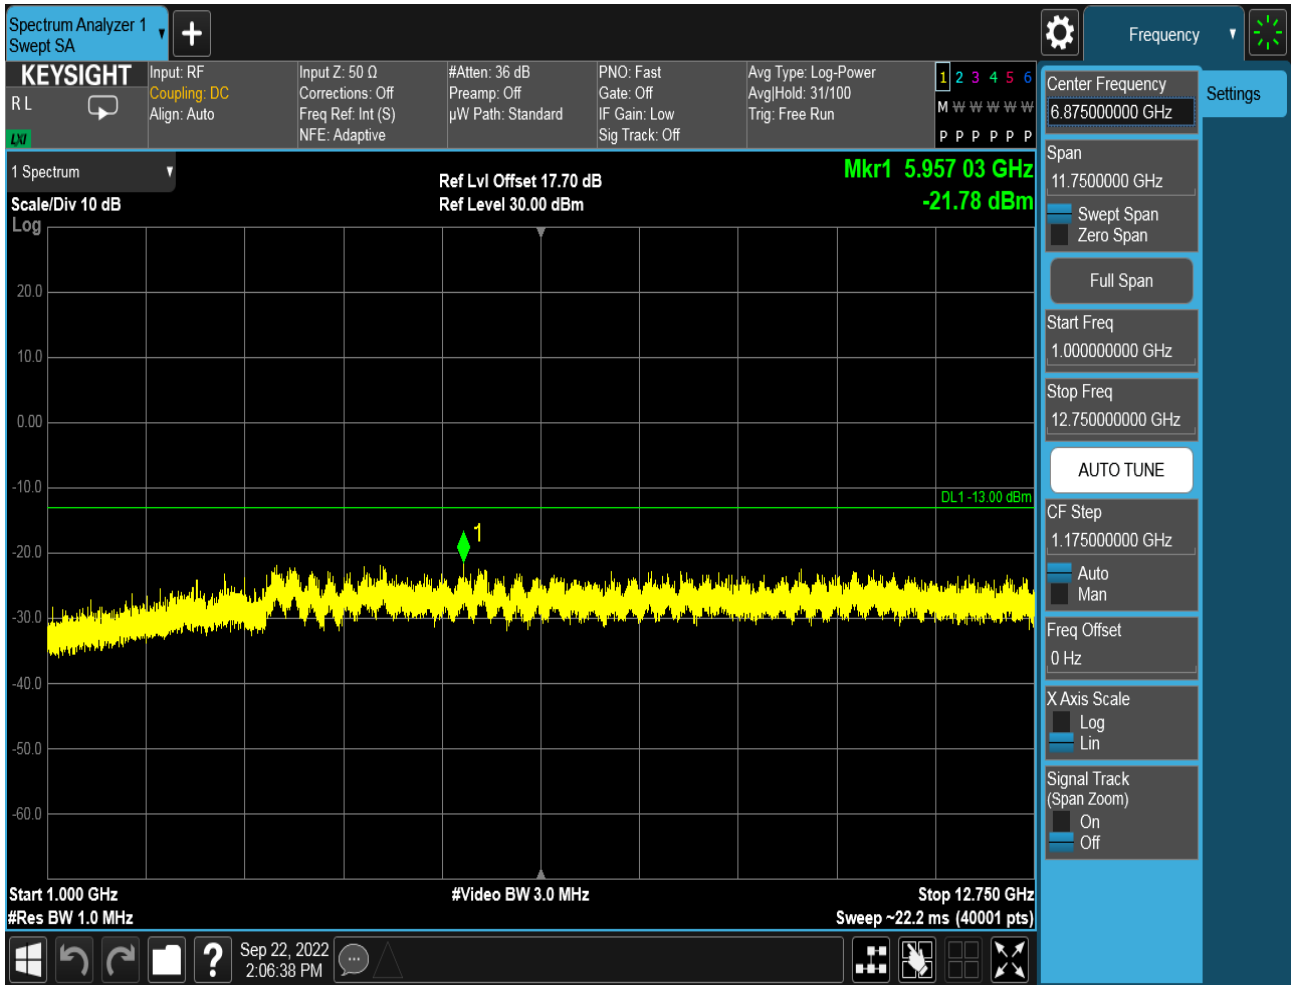 Spectrum Analyzer 1
Swept SA
Frequency
KEYSIGHT
R L
LXI
Input: RF
Coupling: DC
Align: Auto
Input Z: 50 Ω
Corrections: Off
Freq Ref: Int (S)
NFE: Adaptive
#Atten: 36 dB
Preamp: Off
µW Path: Standard
PNO: Fast
Gate: Off
IF Gain: Low
Sig Track: Off
Avg Type: Log-Power
Avg|Hold: 31/100
Trig: Free Run
1 2 3 4 5 6
M W W W W W
P P P P P P
1 Spectrum
Scale/Div 10 dB
Log
Ref Lvl Offset 17.70 dB
Ref Level 30.00 dBm
Mkr1 5.957 03 GHz
-21.78 dBm
20.0
10.0
0.00
-10.0
-20.0
-30.0
-40.0
-50.0
-60.0
DL1 -13.00 dBm
1
Start 1.000 GHz
#Res BW 1.0 MHz
#Video BW 3.0 MHz
Stop 12.750 GHz
Sweep ~22.2 ms (40001 pts)
Sep 22, 2022
2:06:38 PM
Center Frequency
6.875000000 GHz
Settings
Span
11.7500000 GHz
Swept Span
Zero Span
Full Span
Start Freq
1.000000000 GHz
Stop Freq
12.750000000 GHz
AUTO TUNE
CF Step
1.175000000 GHz
Auto
Man
Freq Offset
0 Hz
X Axis Scale
Log
Lin
Signal Track
(Span Zoom)
On
Off